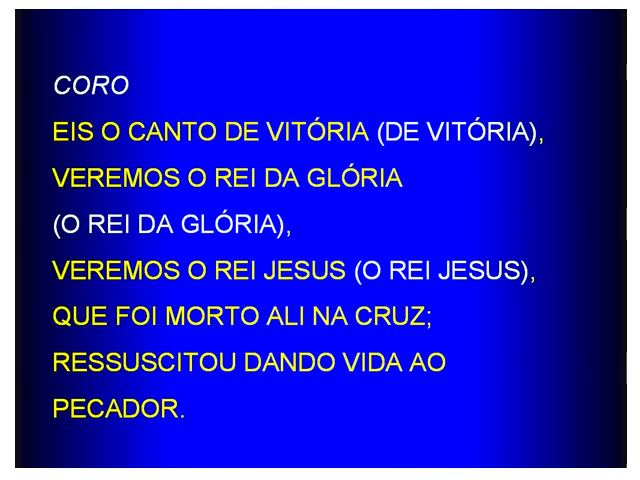 CORO
EIS O CANTO DE VITÓRIA (DE VITÓRIA),
VEREMOS O REI DA GLÓRIA
(O REI DA GLÓRIA),
VEREMOS O REI JESUS (O REI JESUS),
QUE FOI MORTO ALI NA CRUZ;
RESSUSCITOU DANDO VIDA AO
PECADOR.